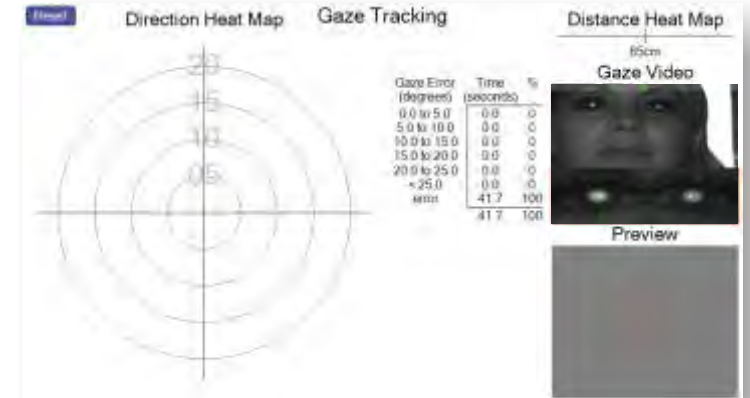 Gaze Tracking
Direction Heat Map
Distance Heat Map
20
15
10
05
65cm
Gaze Error Time %
(degrees) (seconds)
0.0 to 5.0 0.0 0
5.0 to 10.0 0.0 0
10.0 to 15.0 0.0 0
15.0 to 20.0 0.0 0
20.0 to 25.0 0.0 0
< 25.0 0.0 0
error 41.7 100
41.7 100
Gaze Video
Preview